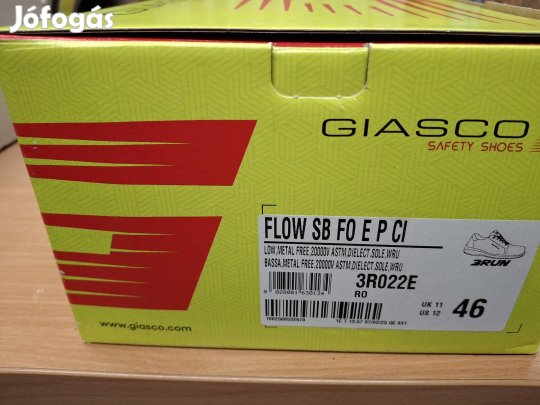 Jófogás
GIASCO
SAFETY SHOES
FLOW SB FO E P CI
LOW,METAL FREE,20000V ASTM,DIELECT.SOLE,WRU
BASSA,METAL FREE,20000V ASTM,DIELECT.SOLE,WRU
3RUN
3R022E
RO
UK 11
US 12
46
www.giasco.com